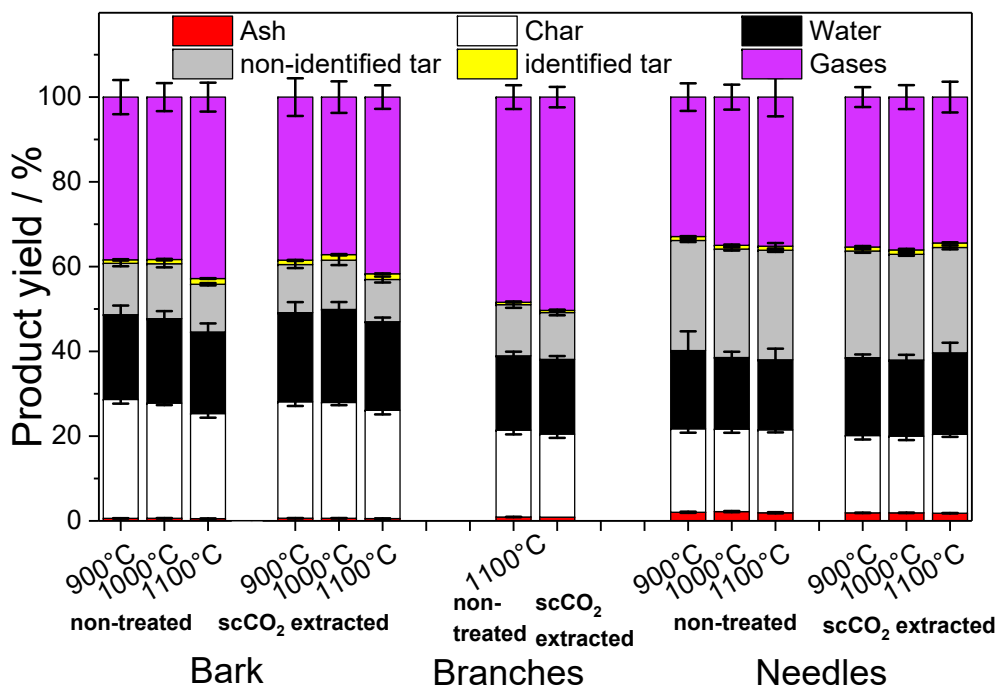 Ash Char Water
non-identified tar identified tar Gases
Product yield / %
100
80
60
40
20
0
900°C 1000°C 1100°C 900°C 1000°C 1100°C 1100°C 900°C 1000°C 1100°C 900°C 1000°C 1100°C
non-treated scCO₂ extracted non-treated scCO₂ extracted non-treated scCO₂ extracted
Bark Branches Needles